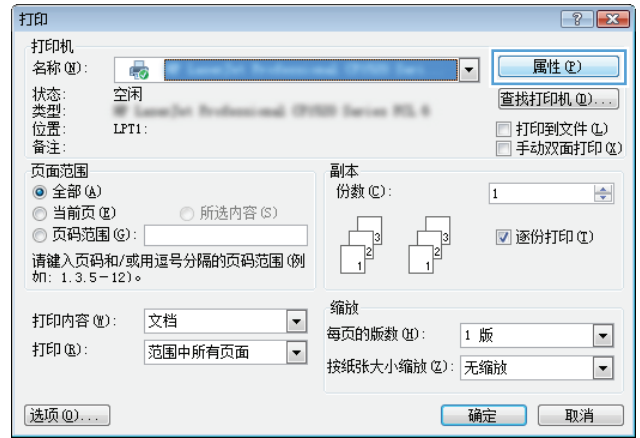 打印
打印机
名称(N):
属性(P)
状态: 空闲
查找打印机(D)...
类型:
位置: LPT1:
打印到文件(L)
备注:
手动双面打印(X)
页面范围
全部(A)
当前页(E) 所选内容(S)
页码范围(G):
请键入页码和/或用逗号分隔的页码范围(例
如: 1.3.5-12)。
副本
份数(C): 1
3
2
1
3
2
1
逐份打印(T)
打印内容(W): 文档
打印(R): 范围中所有页面
缩放
每页的版数(H): 1 版
按纸张大小缩放(Z): 无缩放
选项(O)...
确定
取消